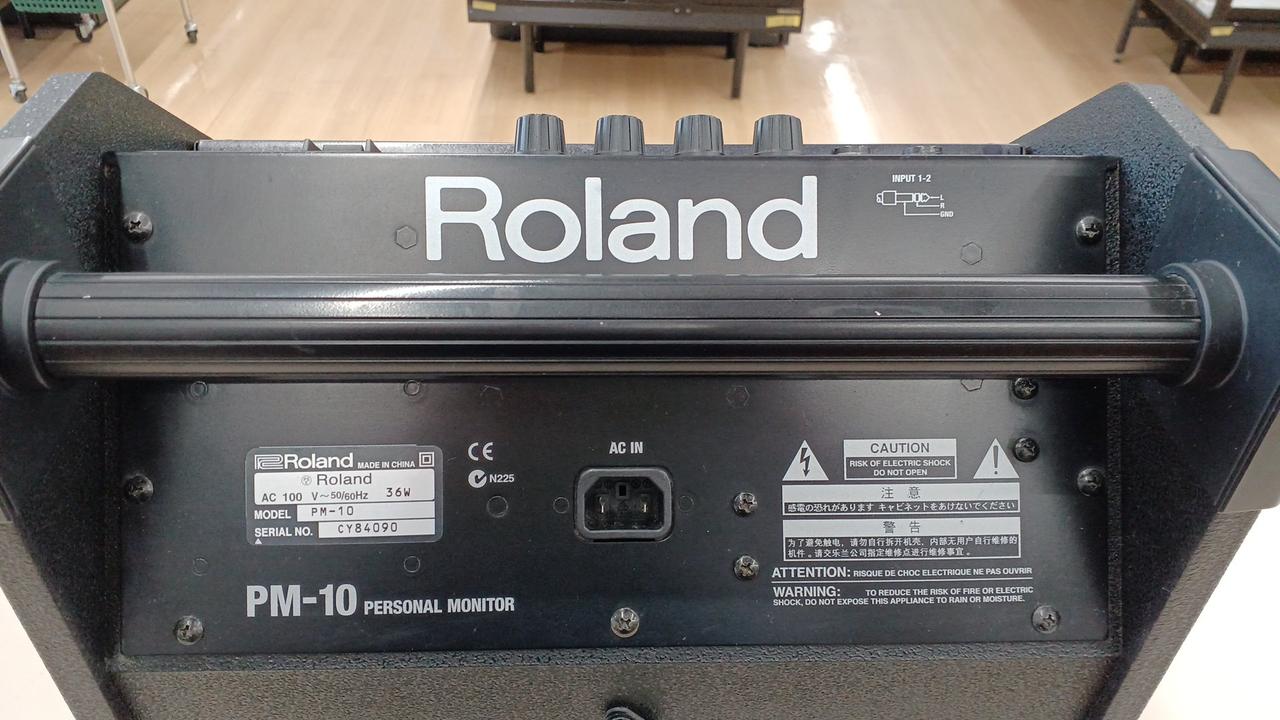 Roland
INPUT 1-2
L
R
GND
Roland MADE IN CHINA
Roland
AC 100 V~50/60Hz 36W
MODEL PM-10
SERIAL NO. CY84090
CE
N225
AC IN
CAUTION
RISK OF ELECTRIC SHOCK
DO NOT OPEN
注 意
感電の恐れがあります キャビネットをあけないでください
警 告
为了避免触电，请勿自行拆开机壳，内部无用户自行维修的
机件。请交乐兰公司指定维修点进行维修事宜。
ATTENTION: RISQUE DE CHOC ELECTRIQUE NE PAS OUVRIR
WARNING: TO REDUCE THE RISK OF FIRE OR ELECTRIC
SHOCK, DO NOT EXPOSE THIS APPLIANCE TO RAIN OR MOISTURE.
PM-10 PERSONAL MONITOR